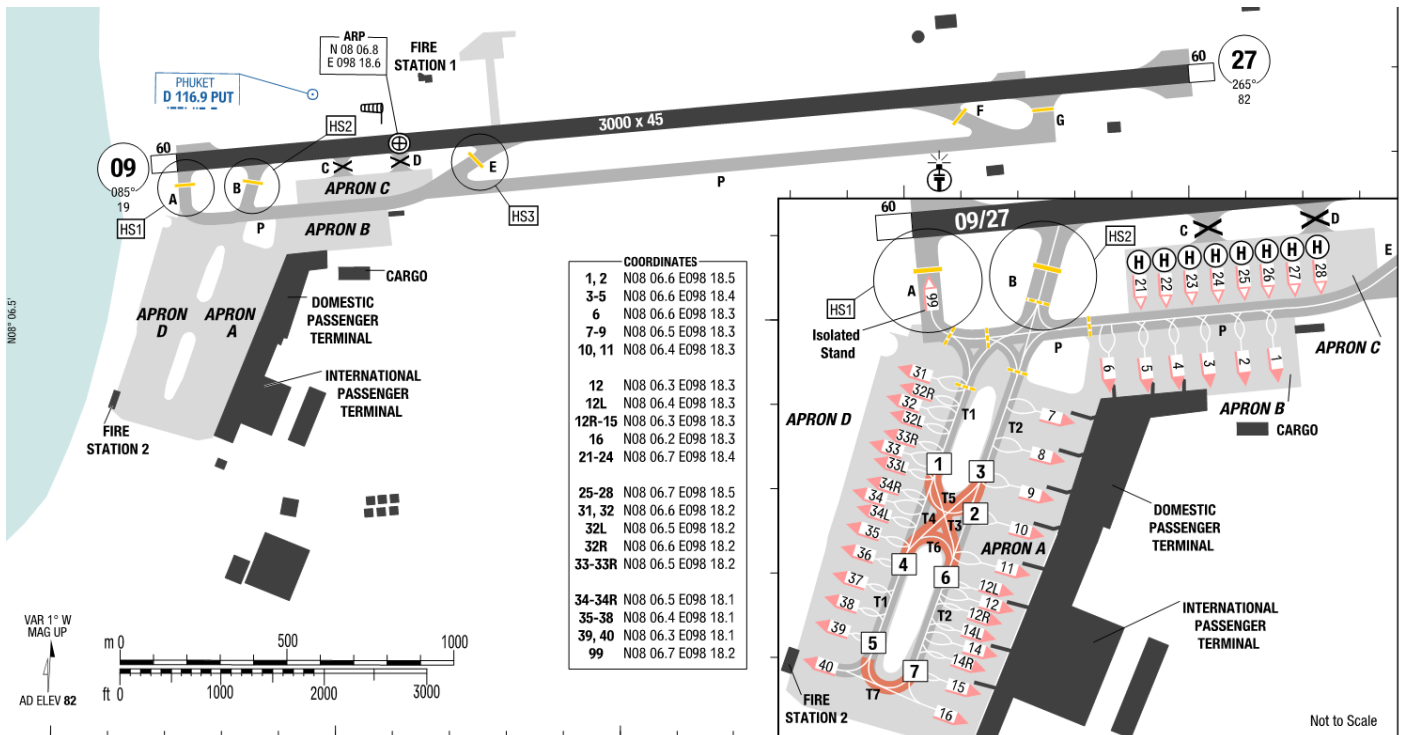 ARP
N 08 06.8
E 098 18.6
FIRE
STATION 1
PHUKET
D 116.9 PUT
HS2
60
09
085°
19
HS1
A
B
C
D
APRON C
E
HS3
P
APRON B
P
3000 x 45
F
G
60
27
265°
82
CARGO
DOMESTIC
PASSENGER
TERMINAL
APRON
D
APRON
A
INTERNATIONAL
PASSENGER
TERMINAL
FIRE
STATION 2
N08° 06.5'
VAR 1° W
MAG UP
AD ELEV 82
m 0 500 1000
ft 0 1000 2000 3000
COORDINATES
1, 2 N08 06.6 E098 18.5
3-5 N08 06.6 E098 18.4
6 N08 06.6 E098 18.3
7-9 N08 06.5 E098 18.3
10, 11 N08 06.4 E098 18.3
12 N08 06.3 E098 18.3
12L N08 06.4 E098 18.3
12R-15 N08 06.3 E098 18.3
16 N08 06.2 E098 18.3
21-24 N08 06.7 E098 18.4
25-28 N08 06.7 E098 18.5
31, 32 N08 06.6 E098 18.2
32L N08 06.5 E098 18.2
32R N08 06.6 E098 18.2
33-33R N08 06.5 E098 18.2
34-34R N08 06.5 E098 18.1
35-38 N08 06.4 E098 18.1
39, 40 N08 06.3 E098 18.1
99 N08 06.7 E098 18.2
60
09/27
HS2
C
D
H H H H H H H H
21 22 23 24 25 26 27 28
E
A
99
B
HS1
Isolated
Stand
P
P
APRON C
6 5 4 3 2 1
APRON B
CARGO
APRON D
31
32R
32
32L
33R
33
33L
34R
34
34L
35
36
37
38
39
40
T1
T2
1
3
T5
2
T4
T3
T6
4
6
APRON A
T1
T2
5
7
T7
7
8
9
10
11
12L
12
12R
14L
14
14R
15
16
DOMESTIC
PASSENGER
TERMINAL
INTERNATIONAL
PASSENGER
TERMINAL
FIRE
STATION 2
Not to Scale